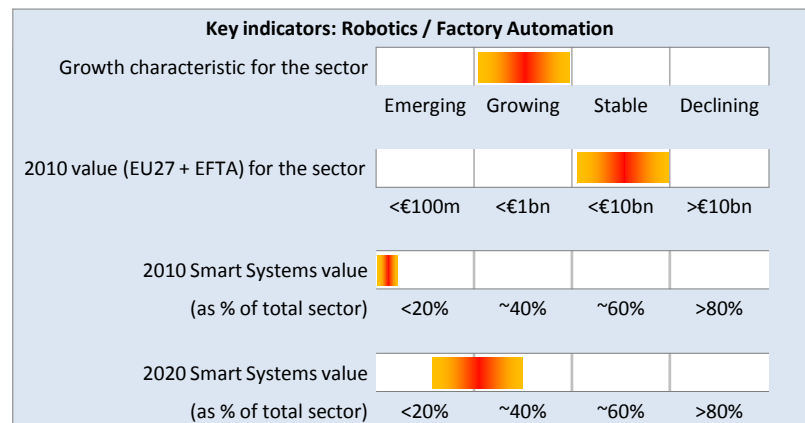 Key indicators: Robotics / Factory Automation
Growth characteristic for the sector
Emerging Growing Stable Declining
2010 value (EU27 + EFTA) for the sector
<€100m <€1bn <€10bn >€10bn
2010 Smart Systems value
(as % of total sector) <20% ~40% ~60% >80%
2020 Smart Systems value
(as % of total sector) <20% ~40% ~60% >80%